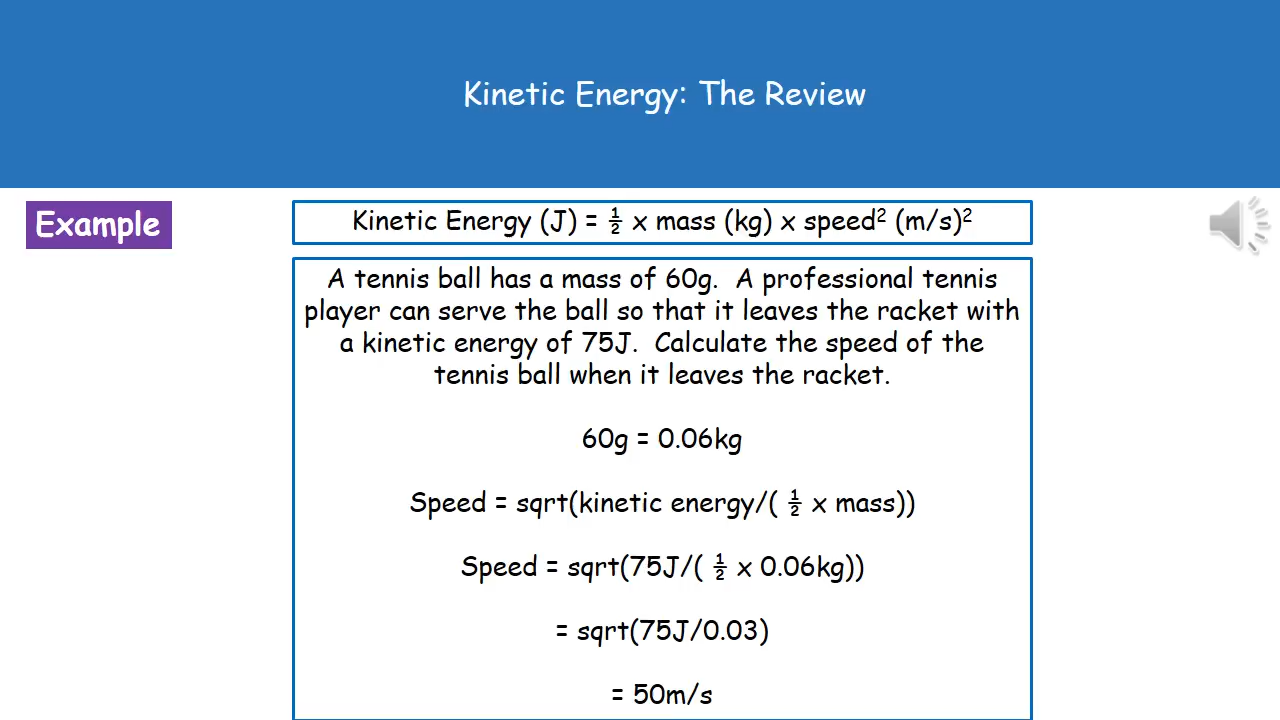 Kinetic Energy: The Review
Example
Kinetic Energy (J) = ½ x mass (kg) x speed² (m/s)²
A tennis ball has a mass of 60g.  A professional tennis
player can serve the ball so that it leaves the racket with
a kinetic energy of 75J.  Calculate the speed of the
tennis ball when it leaves the racket.
60g = 0.06kg
Speed = sqrt(kinetic energy/( ½ x mass))
Speed = sqrt(75J/( ½ x 0.06kg))
= sqrt(75J/0.03)
= 50m/s